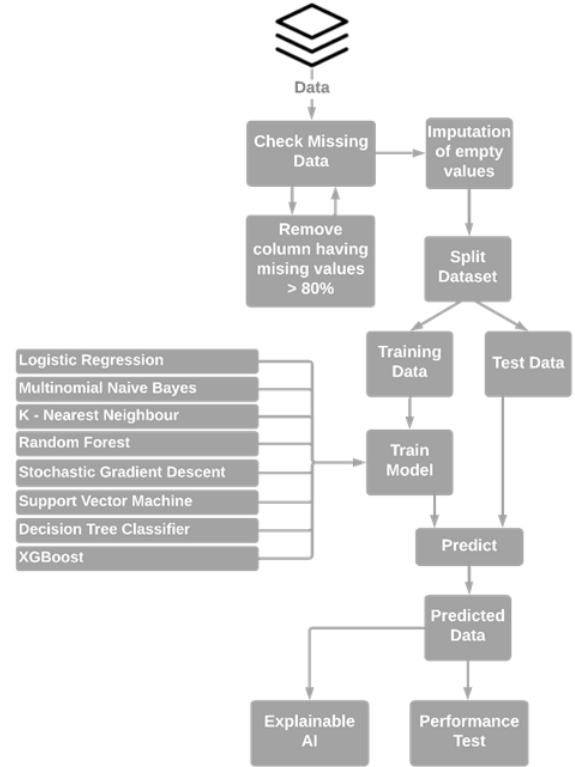 Data
Check Missing
Data
Imputation
of empty
values
Remove
column having
mising values
> 80%
Split
Dataset
Training
Data
Test Data
Logistic Regression
Multinomial Naive Bayes
K - Nearest Neighbour
Random Forest
Stochastic Gradient Descent
Support Vector Machine
Decision Tree Classifier
XGBoost
Train
Model
Predict
Predicted
Data
Explainable
AI
Performance
Test